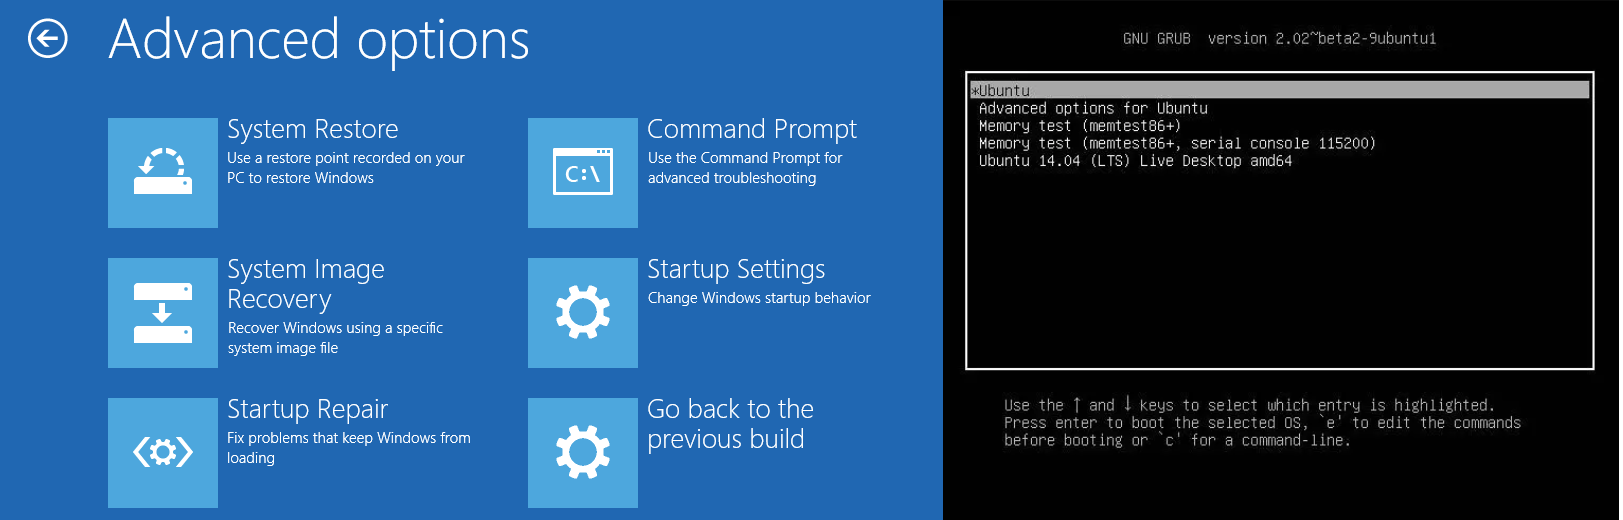 Advanced options
System Restore
Use a restore point recorded on your
PC to restore Windows
Command Prompt
Use the Command Prompt for
advanced troubleshooting
C:\
System Image
Recovery
Recover Windows using a specific
system image file
Startup Settings
Change Windows startup behavior
Startup Repair
Fix problems that keep Windows from
loading
Go back to the
previous build
GNU GRUB  version 2.02~beta2-9ubuntu1
*Ubuntu
Advanced options for Ubuntu
Memory test (memtest86+)
Memory test (memtest86+, serial console 115200)
Ubuntu 14.04 (LTS) Live Desktop amd64
Use the ↑ and ↓ keys to select which entry is highlighted.
Press enter to boot the selected OS, `e' to edit the commands
before booting or `c' for a command-line.